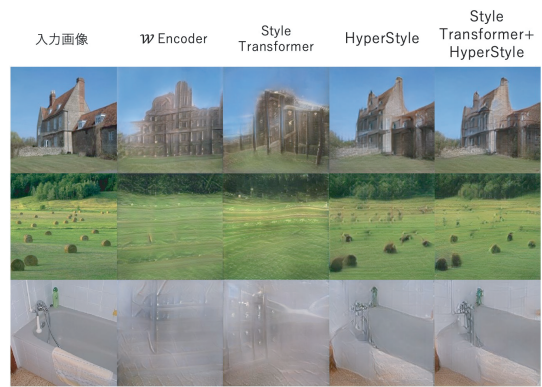 入力画像
𝒲 Encoder
Style
Transformer
HyperStyle
Style
Transformer+
HyperStyle